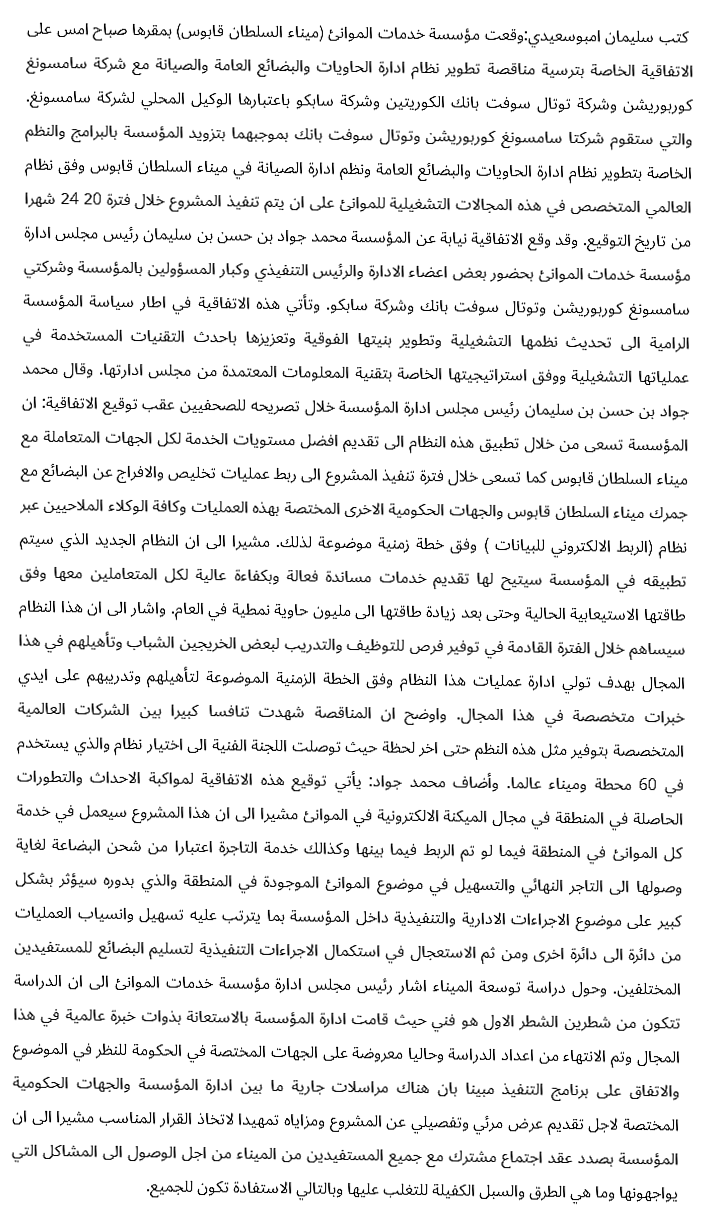 كتب سليمان امبوسعيدي:وقعت مؤسسة خدمات الموانئ (ميناء السلطان قابوس) بمقرها صباح امس على
الاتفاقية الخاصة بترسية مناقصة تطوير نظام ادارة الحاويات والبضائع العامة والصيانة مع شركة سامسونغ
كوربوريشن وشركة توتال سوفت بانك الكوريتين وشركة سابكو باعتبارها الوكيل المحلي لشركة سامسونغ.
والتي ستقوم شركتا سامسونغ كوربوريشن وتوتال سوفت بانك بموجبهما بتزويد المؤسسة بالبرامج والنظم
الخاصة بتطوير نظام ادارة الحاويات والبضائع العامة ونظم ادارة الصيانة في ميناء السلطان قابوس وفق نظام
العالمي المتخصص في هذه المجالات التشغيلية للموانئ على ان يتم تنفيذ المشروع خلال فترة 20 24 شهرا
من تاريخ التوقيع. وقد وقع الاتفاقية نيابة عن المؤسسة محمد جواد بن حسن بن سليمان رئيس مجلس ادارة
مؤسسة خدمات الموانئ بحضور بعض اعضاء الادارة والرئيس التنفيذي وكبار المسؤولين بالمؤسسة وشركتي
سامسونغ كوربوريشن وتوتال سوفت بانك وشركة سابكو. وتأتي هذه الاتفاقية في اطار سياسة المؤسسة
الرامية الى تحديث نظمها التشغيلية وتطوير بنيتها الفوقية وتعزيزها باحدث التقنيات المستخدمة في
عملياتها التشغيلية ووفق استراتيجيتها الخاصة بتقنية المعلومات المعتمدة من مجلس ادارتها. وقال محمد
جواد بن حسن بن سليمان رئيس مجلس ادارة المؤسسة خلال تصريحه للصحفيين عقب توقيع الاتفاقية: ان
المؤسسة تسعى من خلال تطبيق هذه النظام الى تقديم افضل مستويات الخدمة لكل الجهات المتعاملة مع
ميناء السلطان قابوس كما تسعى خلال فترة تنفيذ المشروع الى ربط عمليات تخليص والافراج عن البضائع مع
جمرك ميناء السلطان قابوس والجهات الحكومية الاخرى المختصة بهذه العمليات وكافة الوكلاء الملاحيين عبر
نظام (الربط الالكتروني للبيانات ) وفق خطة زمنية موضوعة لذلك. مشيرا الى ان النظام الجديد الذي سيتم
تطبيقه في المؤسسة سيتيح لها تقديم خدمات مساندة فعالة وبكفاءة عالية لكل المتعاملين معها وفق
طاقتها الاستيعابية الحالية وحتى بعد زيادة طاقتها الى مليون حاوية نمطية في العام. واشار الى ان هذا النظام
سيساهم خلال الفترة القادمة في توفير فرص للتوظيف والتدريب لبعض الخريجين الشباب وتأهيلهم في هذا
المجال بهدف تولي ادارة عمليات هذا النظام وفق الخطة الزمنية الموضوعة لتأهيلهم وتدريبهم على ايدي
خبرات متخصصة في هذا المجال. واوضح ان المناقصة شهدت تنافسا كبيرا بين الشركات العالمية
المتخصصة بتوفير مثل هذه النظم حتى اخر لحظة حيث توصلت اللجنة الفنية الى اختيار نظام والذي يستخدم
في 60 محطة وميناء عالما. وأضاف محمد جواد: يأتي توقيع هذه الاتفاقية لمواكبة الاحداث والتطورات
الحاصلة في المنطقة في مجال الميكنة الالكترونية في الموانئ مشيرا الى ان هذا المشروع سيعمل في خدمة
كل الموانئ في المنطقة فيما لو تم الربط فيما بينها وكذالك خدمة التاجرة اعتبارا من شحن البضاعة لغاية
وصولها الى التاجر النهائي والتسهيل في موضوع الموانئ الموجودة في المنطقة والذي بدوره سيؤثر بشكل
كبير على موضوع الاجراءات الادارية والتنفيذية داخل المؤسسة بما يترتب عليه تسهيل وانسياب العمليات
من دائرة الى دائرة اخرى ومن ثم الاستعجال في استكمال الاجراءات التنفيذية لتسليم البضائع للمستفيدين
المختلفين. وحول دراسة توسعة الميناء اشار رئيس مجلس ادارة مؤسسة خدمات الموانئ الى ان الدراسة
تتكون من شطرين الشطر الاول هو فني حيث قامت ادارة المؤسسة بالاستعانة بذوات خبرة عالمية في هذا
المجال وتم الانتهاء من اعداد الدراسة وحاليا معروضة على الجهات المختصة في الحكومة للنظر في الموضوع
والاتفاق على برنامج التنفيذ مبينا بان هناك مراسلات جارية ما بين ادارة المؤسسة والجهات الحكومية
المختصة لاجل تقديم عرض مرئي وتفصيلي عن المشروع ومزاياه تمهيدا لاتخاذ القرار المناسب مشيرا الى ان
المؤسسة بصدد عقد اجتماع مشترك مع جميع المستفيدين من الميناء من اجل الوصول الى المشاكل التي
يواجهونها وما هي الطرق والسبل الكفيلة للتغلب عليها وبالتالي الاستفادة تكون للجميع.